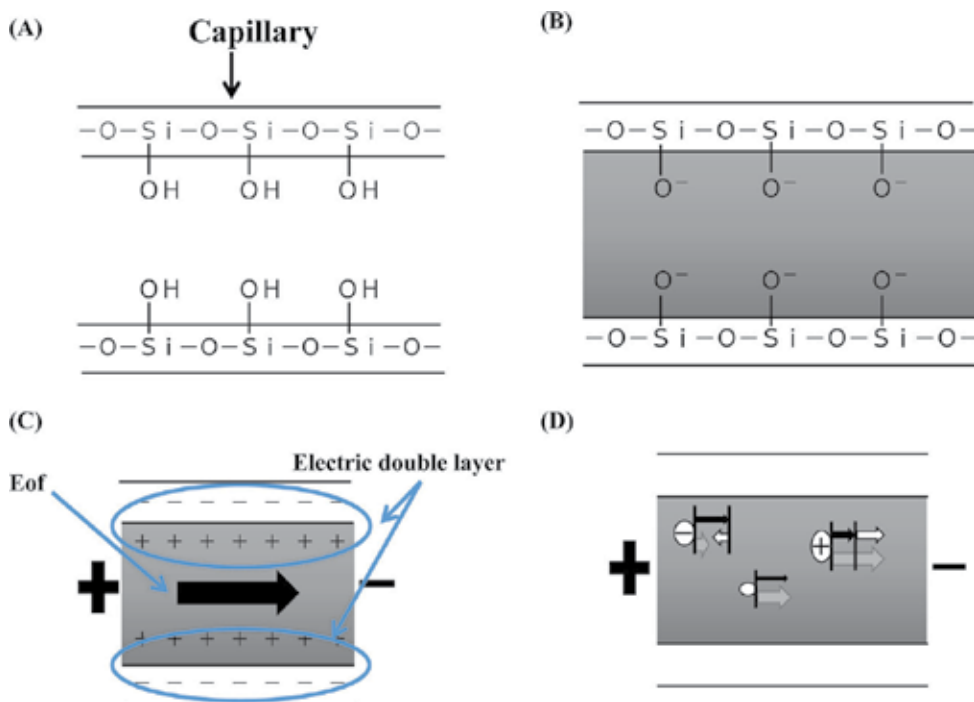 (A)
Capillary
—O—Si—O—Si—O—Si—O—
OH OH OH
OH OH OH
—O—Si—O—Si—O—Si—O—
(B)
—O—Si—O—Si—O—Si—O—
O⁻ O⁻ O⁻
O⁻ O⁻ O⁻
—O—Si—O—Si—O—Si—O—
(C)
Electric double layer
Eof
− − − − − − −
+ + + + + + +
+ −
+ + + + + + +
− − − − − − −
(D)
− +
+ −